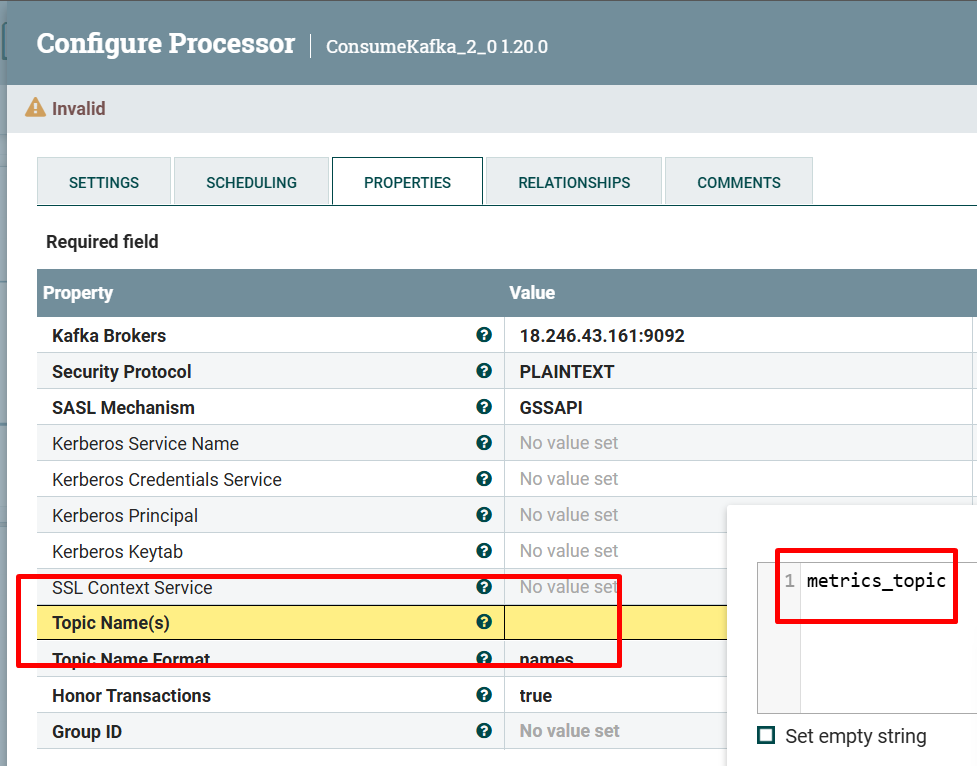 Configure Processor | ConsumeKafka_2_0 1.20.0
Invalid
SETTINGS SCHEDULING PROPERTIES RELATIONSHIPS COMMENTS
Required field
Property Value
Kafka Brokers ? 18.246.43.161:9092
Security Protocol ? PLAINTEXT
SASL Mechanism ? GSSAPI
Kerberos Service Name ? No value set
Kerberos Credentials Service ? No value set
Kerberos Principal ? No value set
Kerberos Keytab ? No value set
SSL Context Service ? No value set
1 metrics_topic
Topic Name(s) ?
Topic Name Format ? names
Honor Transactions ? true
Group ID ? No value set
Set empty string